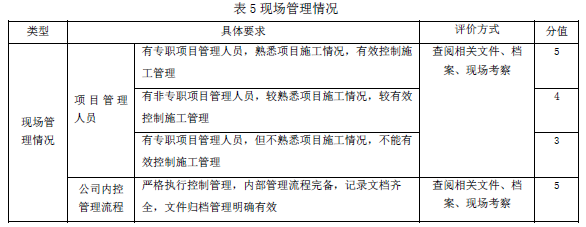 表 5 现场管理情况
类型 具体要求 评价方式 分值
现场管理情况
项目管理人员
有专职项目管理人员，熟悉项目施工情况，有效控制施工管理
查阅相关文件、档案、现场考察
5
有非专职项目管理人员，较熟悉项目施工情况，较有效控制施工管理
4
有专职项目管理人员，但不熟悉项目施工情况，不能有效控制施工管理
3
公司内控管理流程
严格执行控制管理，内部管理流程完备，记录文档齐全，文件归档管理明确有效
查阅相关文件、档案、现场考察
5